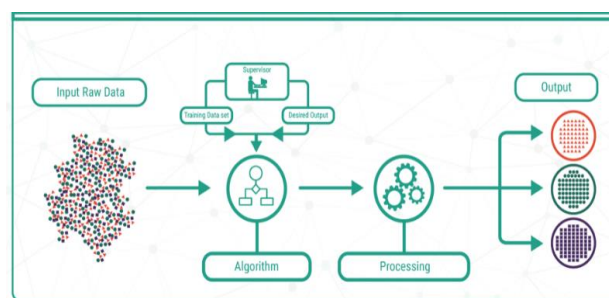 Supervisor
Input Raw Data
Output
Training Data-set
Desired Output
Algorithm
Processing